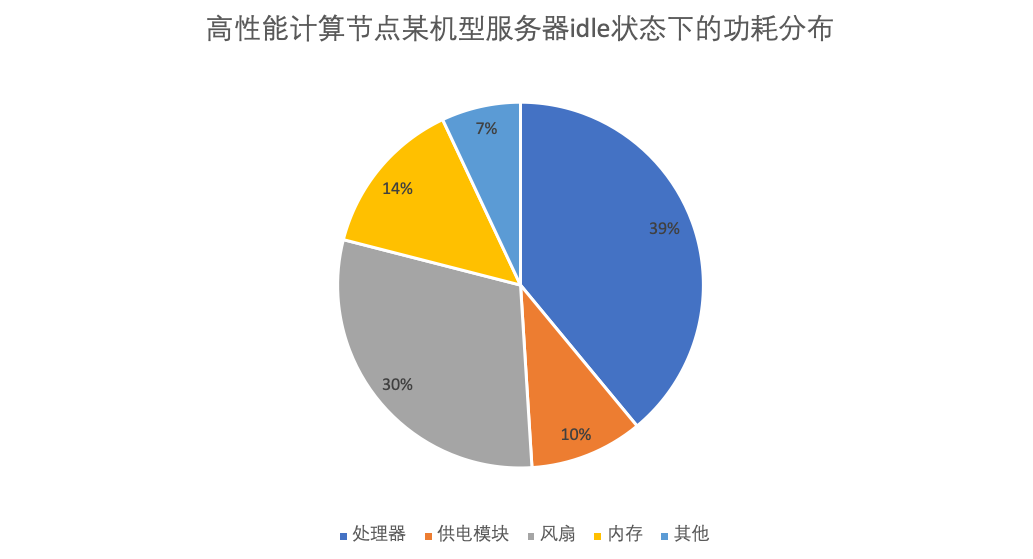 高性能计算节点某机型服务器idle状态下的功耗分布
7%
14%
39%
30%
10%
处理器 供电模块 风扇 内存 其他